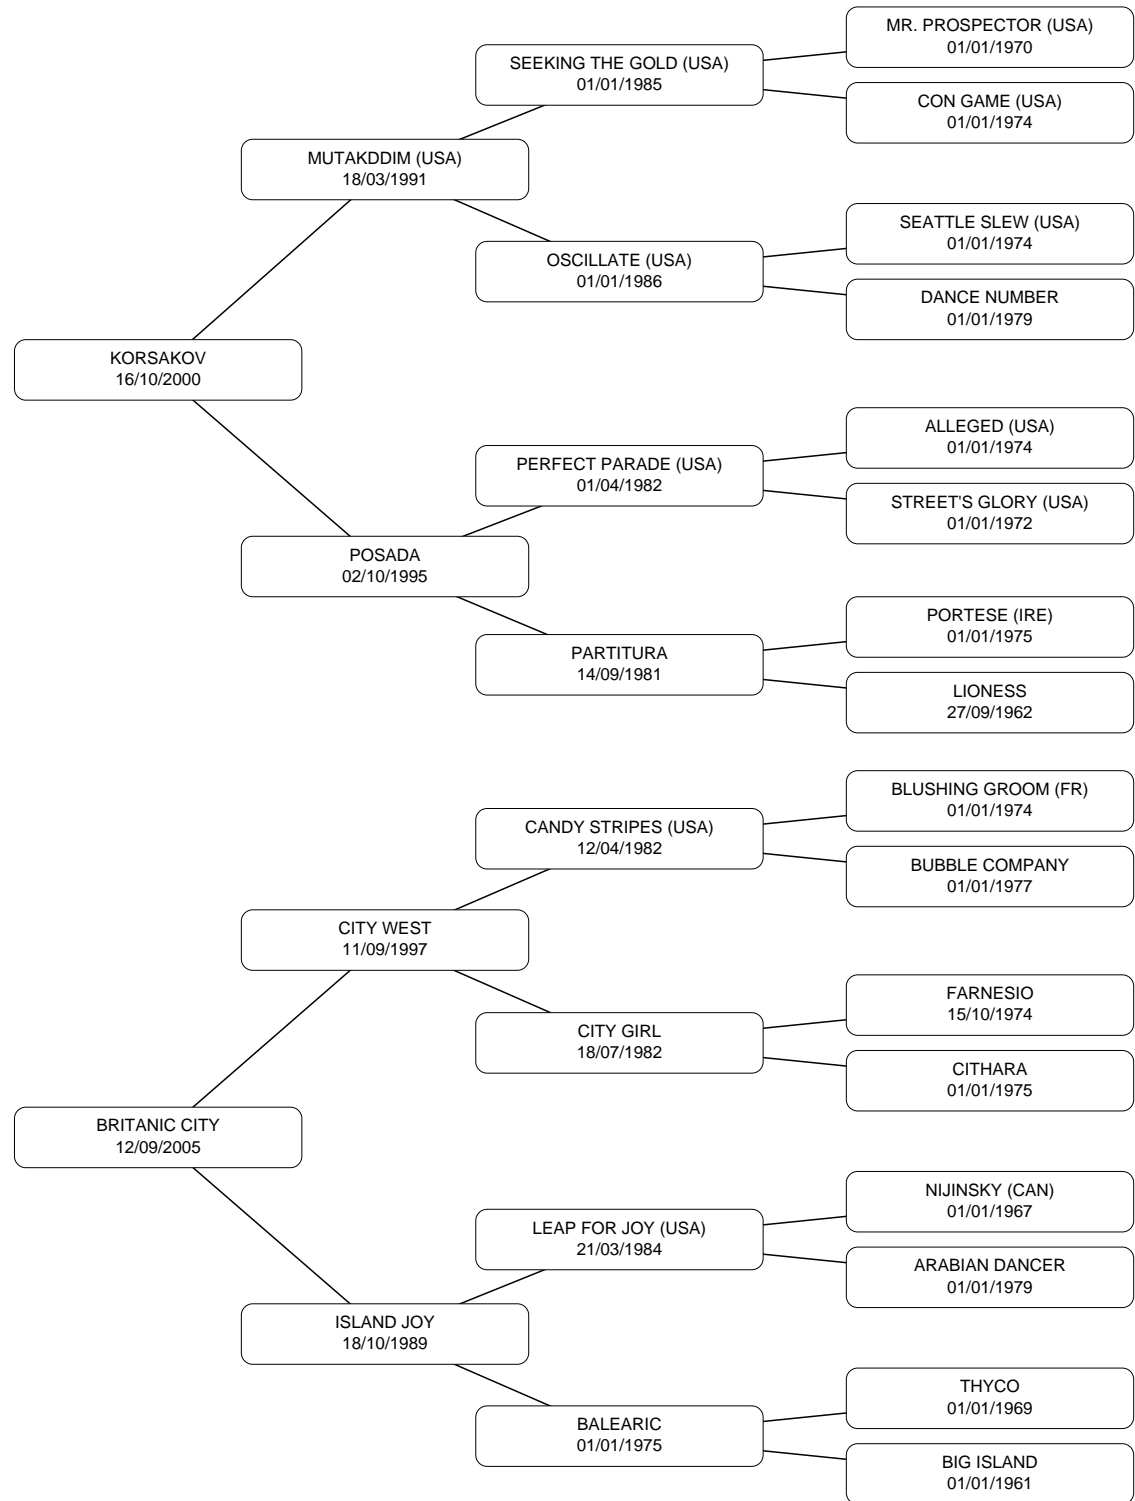 MR. PROSPECTOR (USA)
01/01/1970
SEEKING THE GOLD (USA)
01/01/1985
CON GAME (USA)
01/01/1974
MUTAKDDIM (USA)
18/03/1991
SEATTLE SLEW (USA)
01/01/1974
OSCILLATE (USA)
01/01/1986
DANCE NUMBER
01/01/1979
KORSAKOV
16/10/2000
ALLEGED (USA)
01/01/1974
PERFECT PARADE (USA)
01/04/1982
STREET'S GLORY (USA)
01/01/1972
POSADA
02/10/1995
PORTESE (IRE)
01/01/1975
PARTITURA
14/09/1981
LIONESS
27/09/1962
BLUSHING GROOM (FR)
01/01/1974
CANDY STRIPES (USA)
12/04/1982
BUBBLE COMPANY
01/01/1977
CITY WEST
11/09/1997
FARNESIO
15/10/1974
CITY GIRL
18/07/1982
CITHARA
01/01/1975
BRITANIC CITY
12/09/2005
NIJINSKY (CAN)
01/01/1967
LEAP FOR JOY (USA)
21/03/1984
ARABIAN DANCER
01/01/1979
ISLAND JOY
18/10/1989
THYCO
01/01/1969
BALEARIC
01/01/1975
BIG ISLAND
01/01/1961